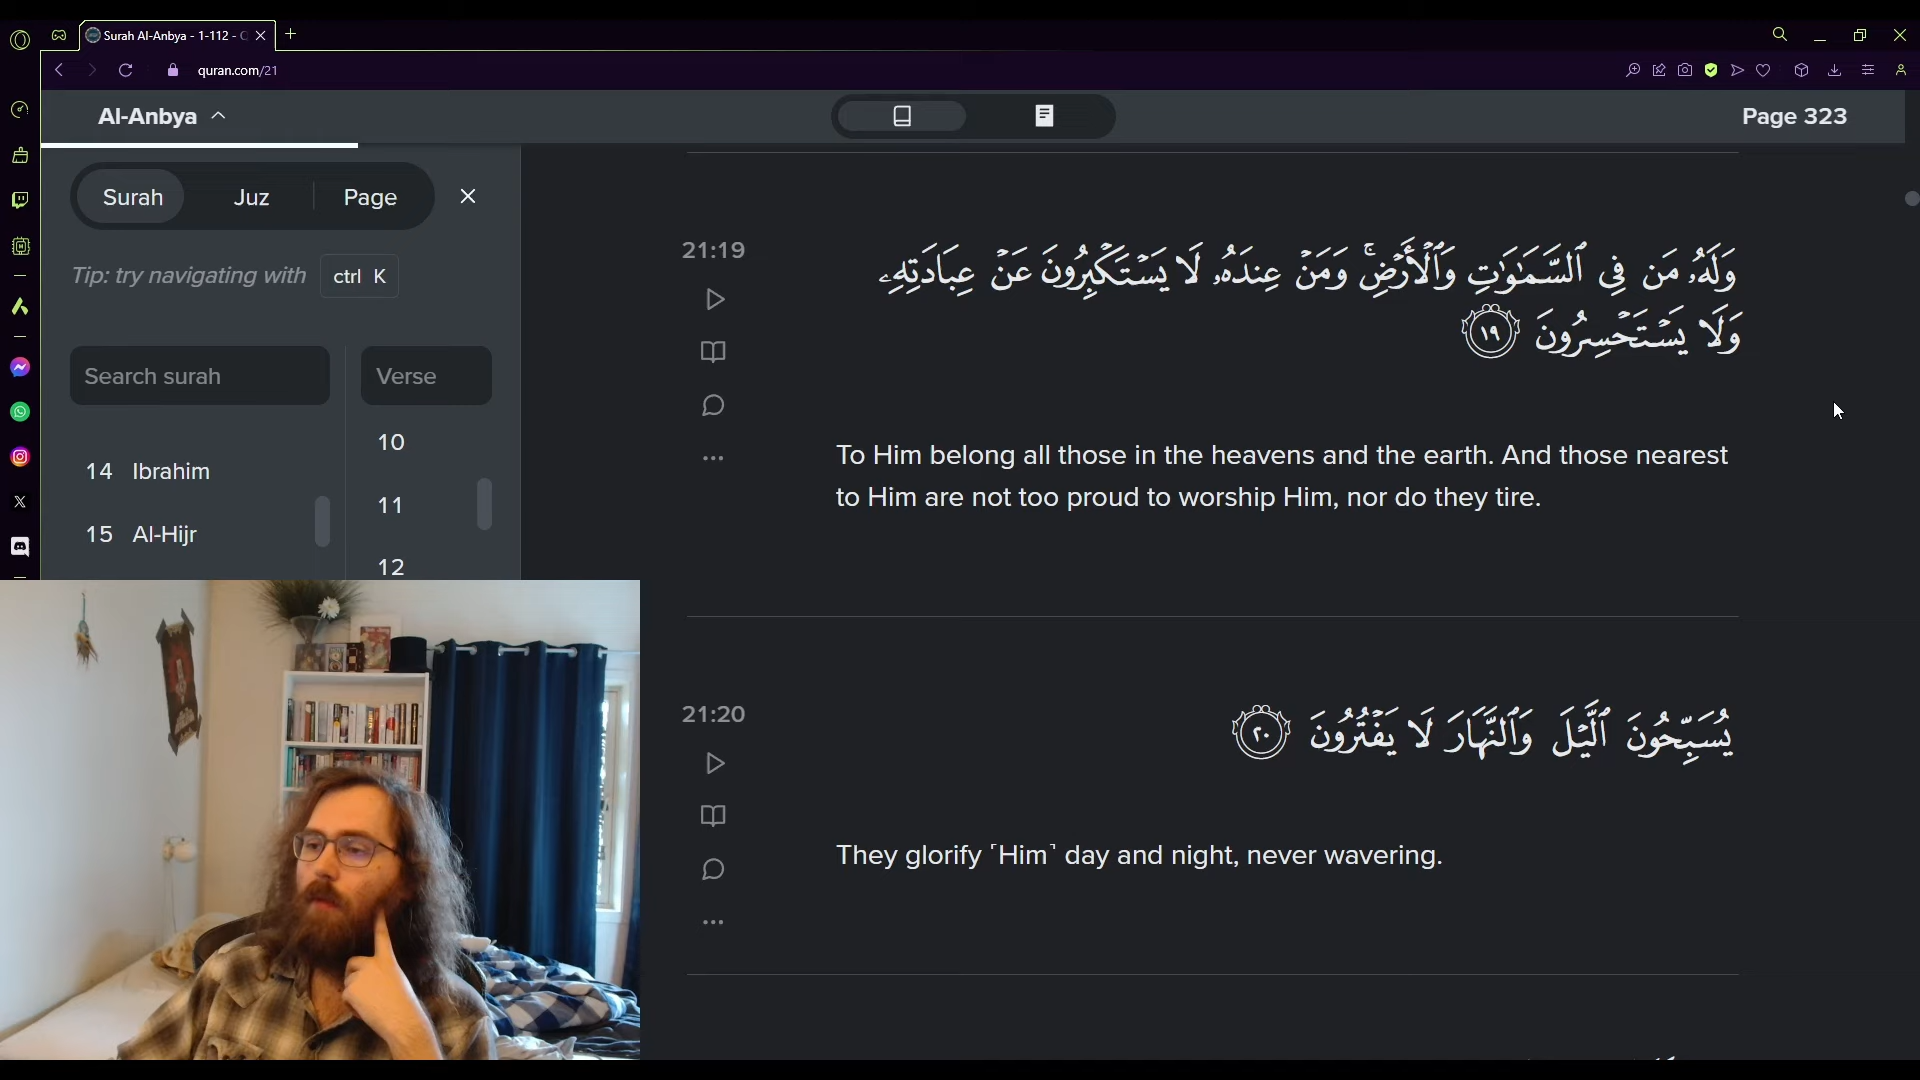 Surah Al-Anbya - 1-112 -
quran.com/21
Al-Anbya
Page 323
Surah
Juz
Page
Tip: try navigating with ctrl K
Search surah
Verse
10
14 Ibrahim
11
15 Al-Hijr
12
21:19
وَلَهُۥ مَن فِى ٱلسَّمَـٰوَٰتِ وَٱلْأَرْضِ ۚ وَمَنْ عِندَهُۥ لَا يَسْتَكْبِرُونَ عَنْ عِبَادَتِهِۦ
وَلَا يَسْتَحْسِرُونَ ١٩
To Him belong all those in the heavens and the earth. And those nearest
to Him are not too proud to worship Him, nor do they tire.
21:20
يُسَبِّحُونَ ٱلَّيْلَ وَٱلنَّهَارَ لَا يَفْتُرُونَ ٢٠
They glorify ˹Him˺ day and night, never wavering.